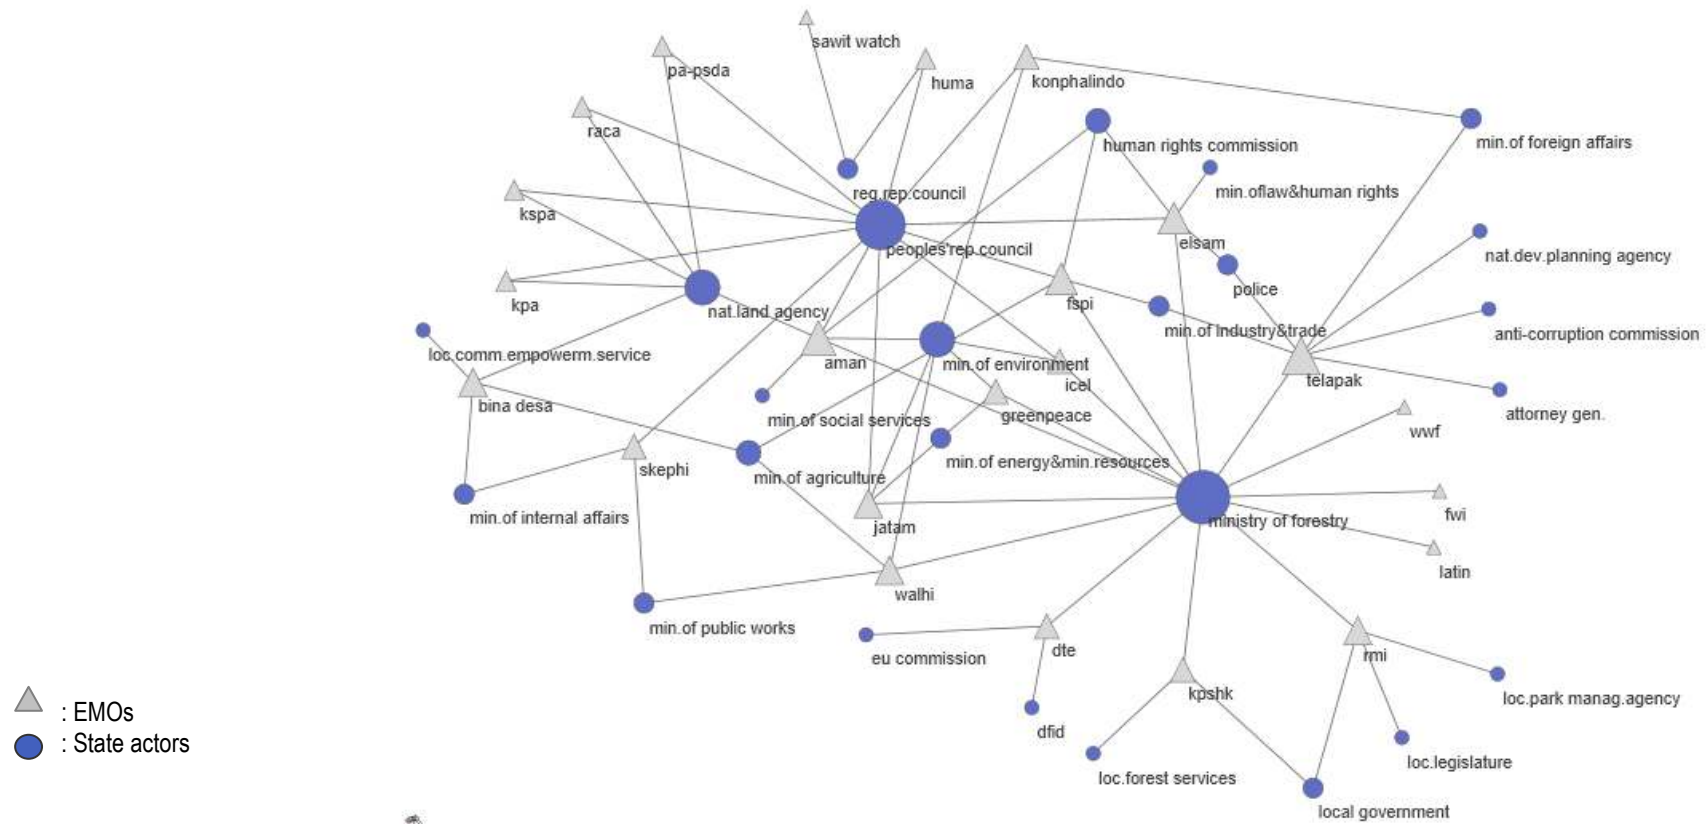 sawit watch
pa-psda
huma
konphalindo
raca
human rights commission
min.of foreign affairs
reg.rep.council
min.oflaw&human rights
kspa
peoples'rep.council
elsam
nat.dev.planning agency
police
kpa
nat.land agency
fspi
min.of Industry&trade
anti-corruption commission
loc.comm.empowerm.service
aman
min.of environment
icel
telapak
bina desa
min.of social services
greenpeace
attorney gen.
wwf
skephi
min.of agriculture
min.of energy&min.resources
min.of internal affairs
jatam
ministry of forestry
fwi
latin
walhi
min.of public works
eu commission
dte
rmi
kpshk
loc.park manag.agency
: EMOs
dfid
: State actors
loc.legislature
loc.forest services
local government